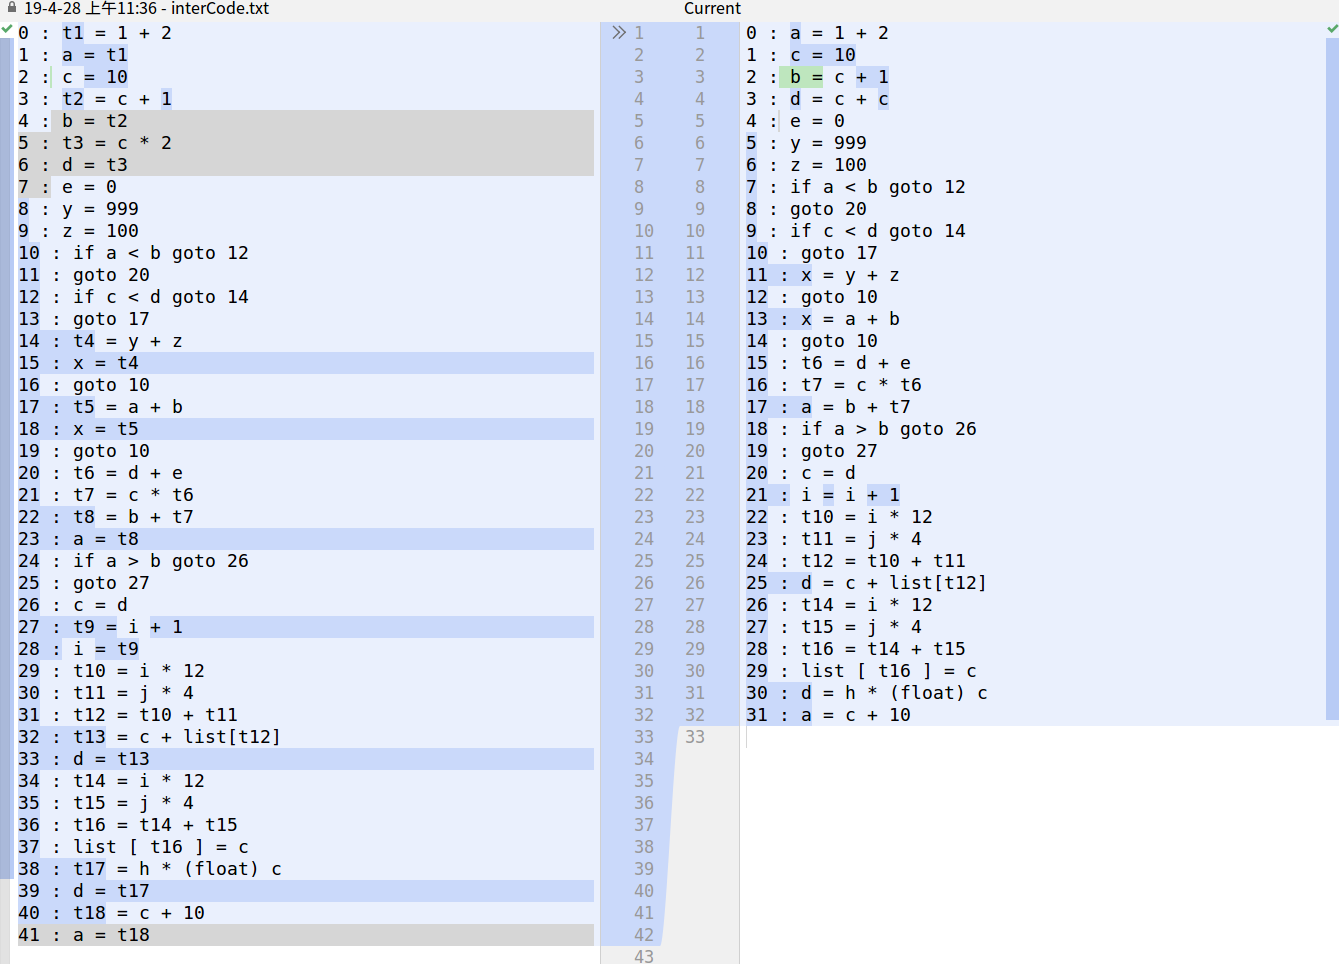 19-4-28 上午11:36 - interCode.txt
Current
0 : t1 = 1 + 2
1 : a = t1
2 : c = 10
3 : t2 = c + 1
4 : b = t2
5 : t3 = c * 2
6 : d = t3
7 : e = 0
8 : y = 999
9 : z = 100
10 : if a < b goto 12
11 : goto 20
12 : if c < d goto 14
13 : goto 17
14 : t4 = y + z
15 : x = t4
16 : goto 10
17 : t5 = a + b
18 : x = t5
19 : goto 10
20 : t6 = d + e
21 : t7 = c * t6
22 : t8 = b + t7
23 : a = t8
24 : if a > b goto 26
25 : goto 27
26 : c = d
27 : t9 = i + 1
28 : i = t9
29 : t10 = i * 12
30 : t11 = j * 4
31 : t12 = t10 + t11
32 : t13 = c + list[t12]
33 : d = t13
34 : t14 = i * 12
35 : t15 = j * 4
36 : t16 = t14 + t15
37 : list [ t16 ] = c
38 : t17 = h * (float) c
39 : d = t17
40 : t18 = c + 10
41 : a = t18
» 1 1
2 2
3 3
4 4
5 5
6 6
7 7
8 8
9 9
10 10
11 11
12 12
13 13
14 14
15 15
16 16
17 17
18 18
19 19
20 20
21 21
22 22
23 23
24 24
25 25
26 26
27 27
28 28
29 29
30 30
31 31
32 32
33 33
34
35
36
37
38
39
40
41
42
43
0 : a = 1 + 2
1 : c = 10
2 : b = c + 1
3 : d = c + c
4 : e = 0
5 : y = 999
6 : z = 100
7 : if a < b goto 12
8 : goto 20
9 : if c < d goto 14
10 : goto 17
11 : x = y + z
12 : goto 10
13 : x = a + b
14 : goto 10
15 : t6 = d + e
16 : t7 = c * t6
17 : a = b + t7
18 : if a > b goto 26
19 : goto 27
20 : c = d
21 : i = i + 1
22 : t10 = i * 12
23 : t11 = j * 4
24 : t12 = t10 + t11
25 : d = c + list[t12]
26 : t14 = i * 12
27 : t15 = j * 4
28 : t16 = t14 + t15
29 : list [ t16 ] = c
30 : d = h * (float) c
31 : a = c + 10